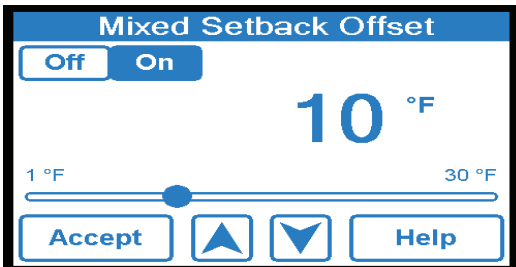 Mixed Setback Offset
Off On
10 °F
1 °F 30 °F
Accept Help